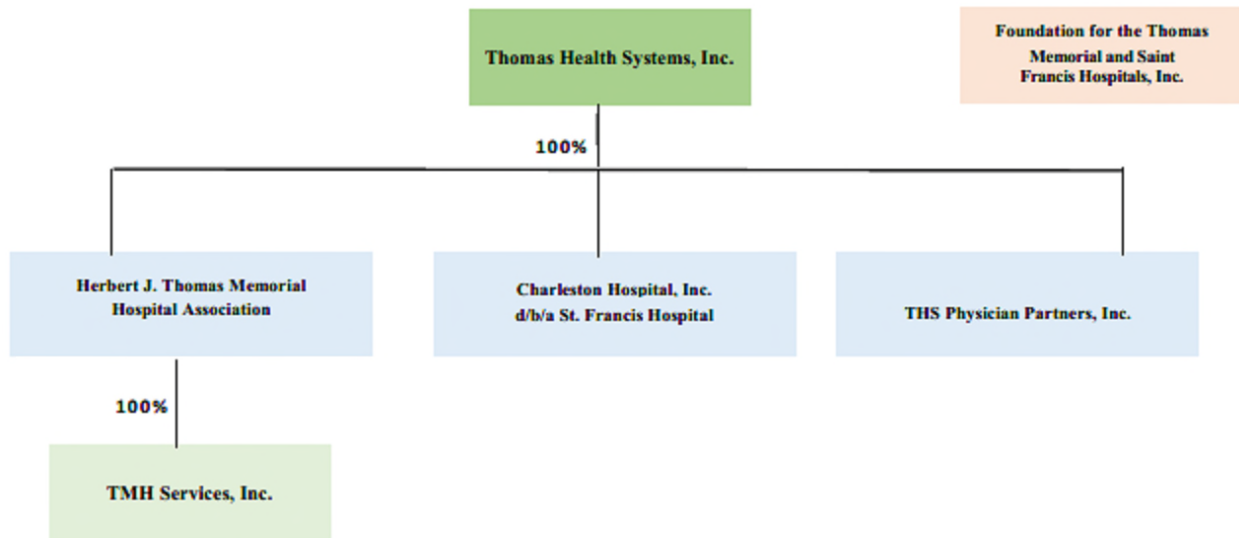 Thomas Health Systems, Inc.
Foundation for the Thomas
Memorial and Saint
Francis Hospitals, Inc.
100%
Herbert J. Thomas Memorial
Hospital Association
Charleston Hospital, Inc.
d/b/a St. Francis Hospital
THS Physician Partners, Inc.
100%
TMH Services, Inc.